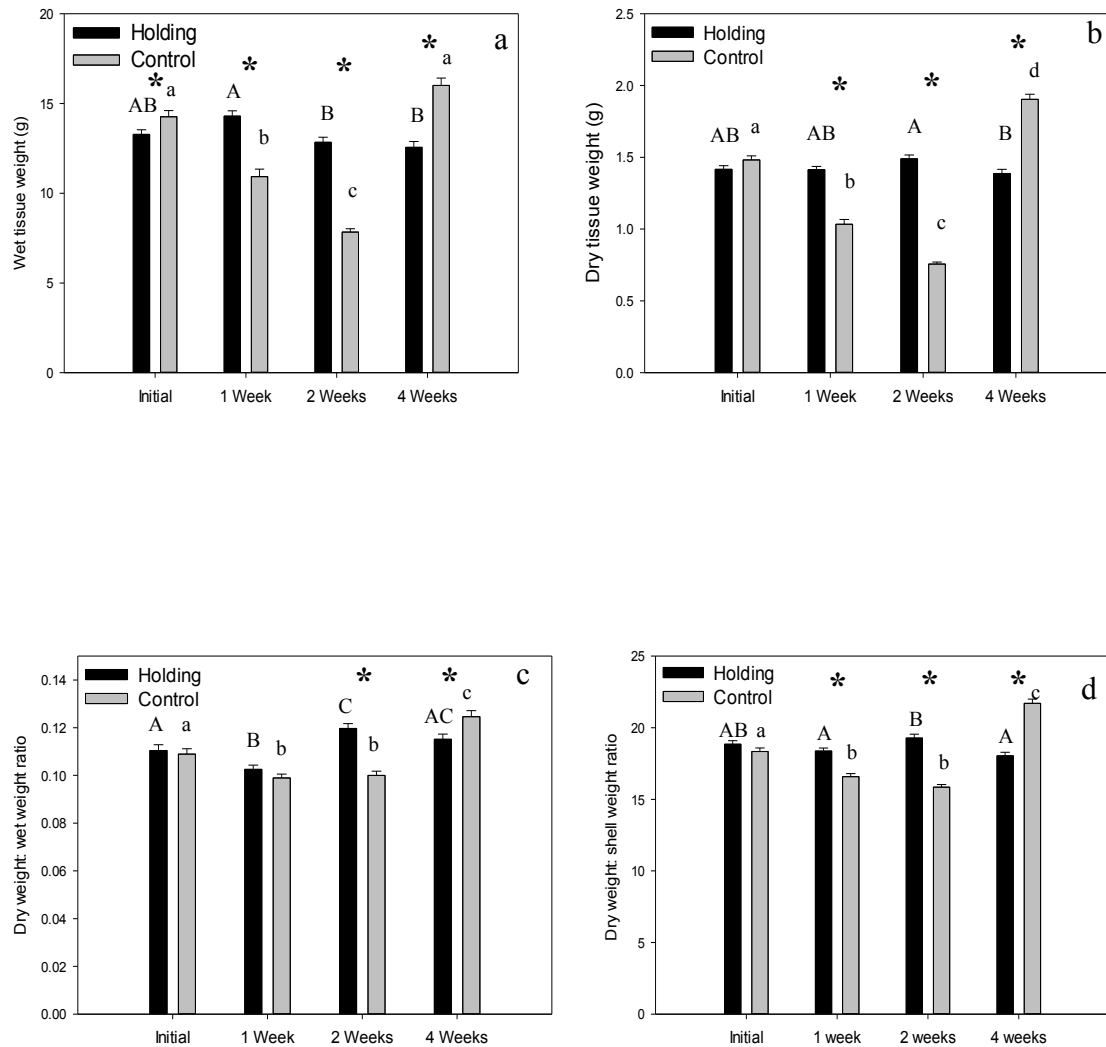 20
15
10
5
0
Wet tissue weight (g)
Holding
Control
a
*
*
*
*
AB
a
A
b
B
c
B
a
Initial
1 Week
2 Weeks
4 Weeks
2.5
2.0
1.5
1.0
0.5
0.0
Dry tissue weight (g)
Holding
Control
b
*
*
*
AB
a
AB
b
A
c
B
d
Initial
1 Week
2 Weeks
4 Weeks
0.14
0.12
0.10
0.08
0.06
0.04
0.02
0.00
Dry weight: wet weight ratio
Holding
Control
c
*
*
A
a
B
b
C
b
AC
c
Initial
1 Week
2 Weeks
4 Weeks
25
20
15
10
5
0
Dry weight: shell weight ratio
Holding
Control
d
*
*
*
AB
a
A
b
B
b
A
c
Initial
1 week
2 weeks
4 weeks